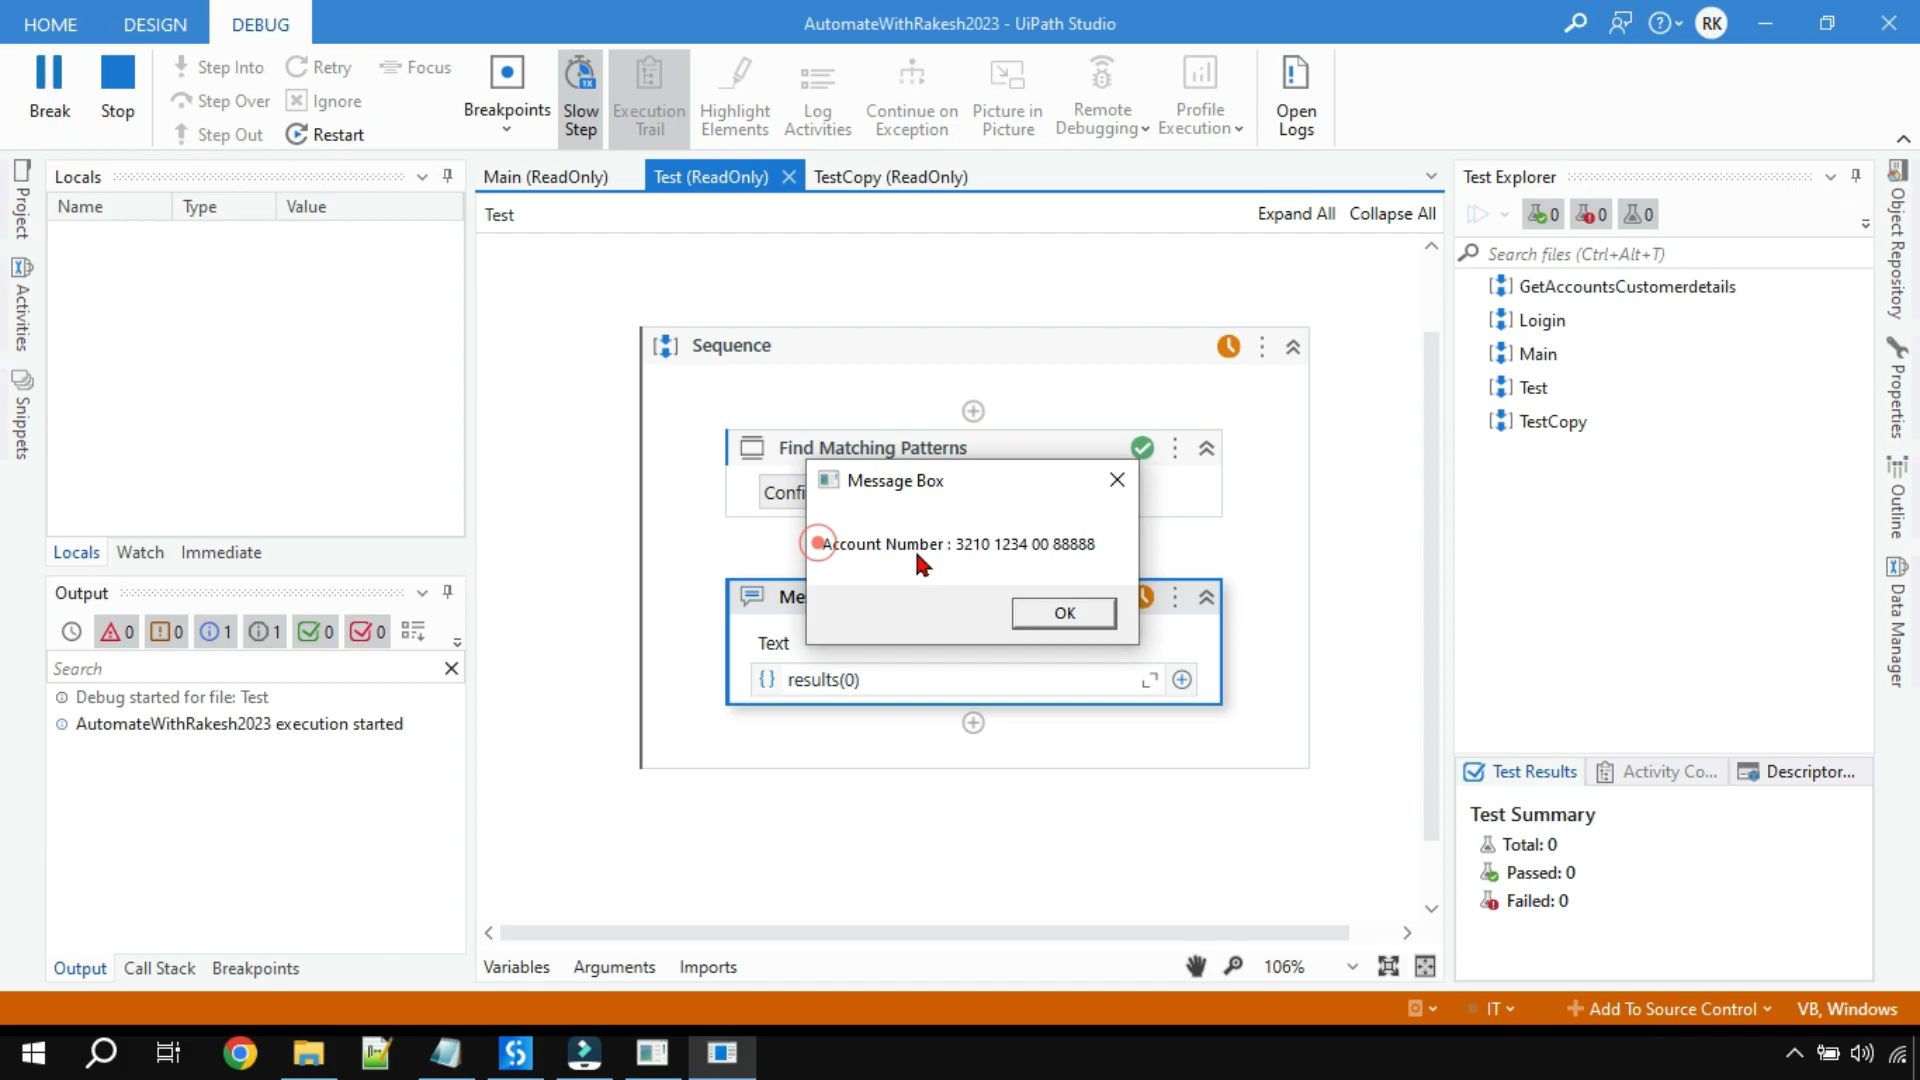 HOME DESIGN DEBUG
AutomateWithRakesh2023 - UiPath Studio
RK
Break
Stop
Step Into
Step Over
Step Out
Retry
Ignore
Restart
Focus
Breakpoints
Slow Step
Execution Trail
Highlight Elements
Log Activities
Continue on Exception
Picture in Picture
Remote Debugging
Profile Execution
Open Logs
Project
Activities
Snippets
Locals
Name Type Value
Locals Watch Immediate
Output
0 0 1 1 0 0
Search
Debug started for file: Test
AutomateWithRakesh2023 execution started
Output Call Stack Breakpoints
Main (ReadOnly) Test (ReadOnly) TestCopy (ReadOnly)
Test Expand All Collapse All
Sequence
Find Matching Patterns
Confi
Message Box
Account Number : 3210 1234 00 88888
OK
Me
Text
results(0)
Variables Arguments Imports
106%
Test Explorer
0 0 0
Search files (Ctrl+Alt+T)
GetAccountsCustomerdetails
Loigin
Main
Test
TestCopy
Test Results Activity Co... Descriptor...
Test Summary
Total: 0
Passed: 0
Failed: 0
Object Repository
Properties
Outline
Data Manager
IT Add To Source Control VB, Windows